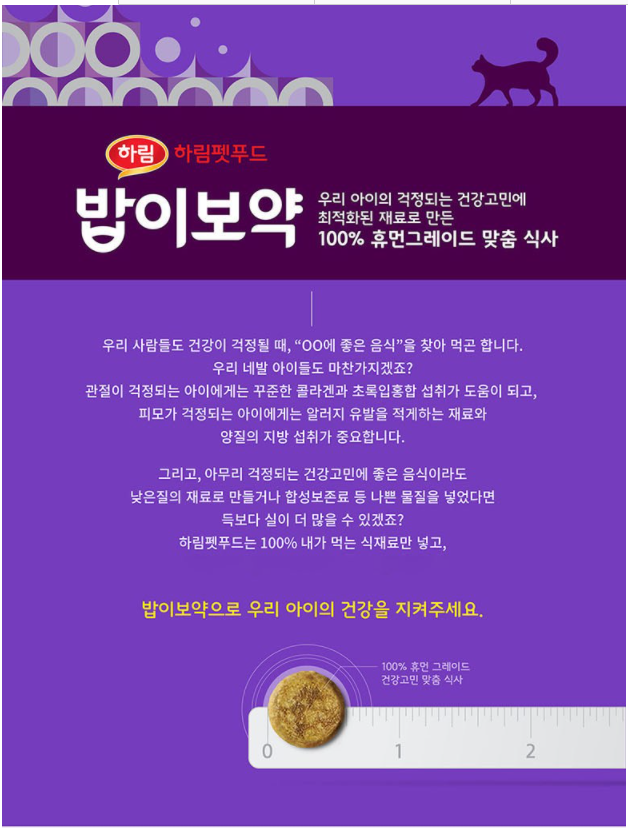 하림 하림펫푸드
밥이보약
우리 아이의 걱정되는 건강고민에
최적화된 재료로 만든
100% 휴먼그레이드 맞춤 식사
우리 사람들도 건강이 걱정될 때, “OO에 좋은 음식”을 찾아 먹곤 합니다.
우리 네발 아이들도 마찬가지겠죠?
관절이 걱정되는 아이에게는 꾸준한 콜라겐과 초록입홍합 섭취가 도움이 되고,
피모가 걱정되는 아이에게는 알러지 유발을 적게하는 재료와
양질의 지방 섭취가 중요합니다.
그리고, 아무리 걱정되는 건강고민에 좋은 음식이라도
낮은질의 재료로 만들거나 합성보존료 등 나쁜 물질을 넣었다면
득보다 실이 더 많을 수 있겠죠?
하림펫푸드는 100% 내가 먹는 식재료만 넣고,
밥이보약으로 우리 아이의 건강을 지켜주세요.
100% 휴먼 그레이드
건강고민 맞춤 식사
0 1 2